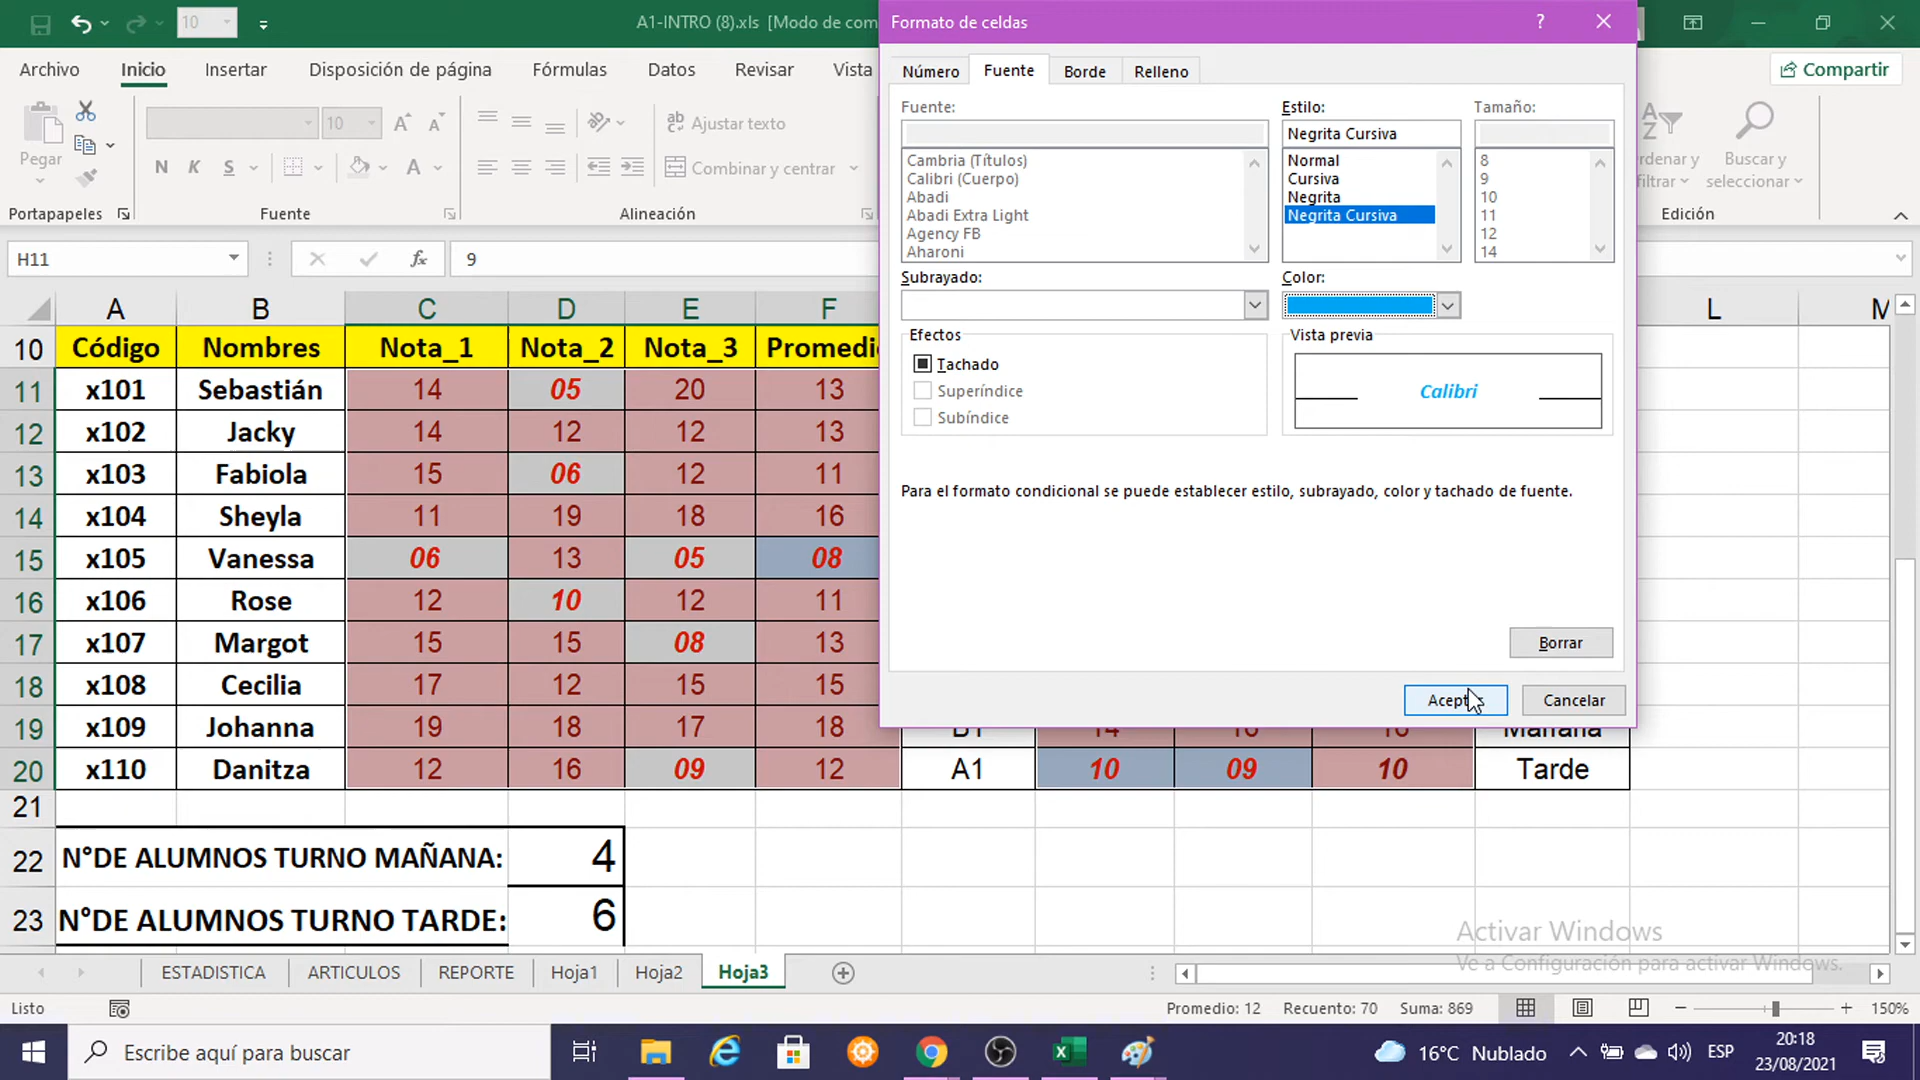 10
A1-INTRO (8).xls [Modo de com
Formato de celdas
?
Archivo
Inicio
Insertar
Disposición de página
Fórmulas
Datos
Revisar
Vista
Compartir
Número
Fuente
Borde
Relleno
Pegar
10
N K S
Ajustar texto
Combinar y centrar
Portapapeles
Fuente
Alineación
Buscar y
seleccionar
Edición
Fuente:
Cambria (Títulos)
Calibri (Cuerpo)
Abadi
Abadi Extra Light
Agency FB
Aharoni
Estilo:
Negrita Cursiva
Normal
Cursiva
Negrita
Negrita Cursiva
Tamaño:
8
9
10
11
12
14
Subrayado:
Color:
Efectos
Tachado
Superíndice
Subíndice
Vista previa
Calibri
Para el formato condicional se puede establecer estilo, subrayado, color y tachado de fuente.
Borrar
Cancelar
H11
fx
9
A B C D E F L M
10 Código Nombres Nota_1 Nota_2 Nota_3 Promedi
11 x101 Sebastián 14 05 20 13
12 x102 Jacky 14 12 12 13
13 x103 Fabiola 15 06 12 11
14 x104 Sheyla 11 19 18 16
15 x105 Vanessa 06 13 05 08
16 x106 Rose 12 10 12 11
17 x107 Margot 15 15 08 13
18 x108 Cecilia 17 12 15 15
19 x109 Johanna 19 18 17 18
20 x110 Danitza 12 16 09 12 A1 10 09 10 Tarde
21
22 N°DE ALUMNOS TURNO MAÑANA: 4
23 N°DE ALUMNOS TURNO TARDE: 6
Activar Windows
Ve a Configuración para activar Windows.
ESTADISTICA
ARTICULOS
REPORTE
Hoja1
Hoja2
Hoja3
Listo
Promedio: 12
Recuento: 70
Suma: 869
150%
Escribe aquí para buscar
16°C Nublado
ESP
20:18
23/08/2021